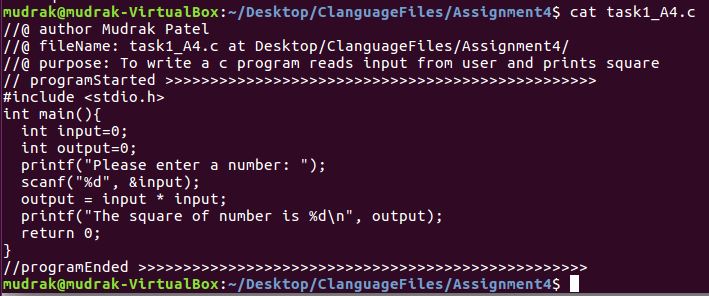 mudrak@mudrak-VirtualBox:~/Desktop/ClanguageFiles/Assignment4$ cat task1_A4.c
//@ author Mudrak Patel
//@ fileName: task1_A4.c at Desktop/ClanguageFiles/Assignment4/
//@ purpose: To write a c program reads input from user and prints square
// programStarted >>>>>>>>>>>>>>>>>>>>>>>>>>>>>>>>>>>>>>>>>>>>>>>>
#include <stdio.h>
int main(){
  int input=0;
  int output=0;
  printf("Please enter a number: ");
  scanf("%d", &input);
  output = input * input;
  printf("The square of number is %d\n", output);
  return 0;
}
//programEnded >>>>>>>>>>>>>>>>>>>>>>>>>>>>>>>>>>>>>>>>>>>>>>>>>>
mudrak@mudrak-VirtualBox:~/Desktop/ClanguageFiles/Assignment4$